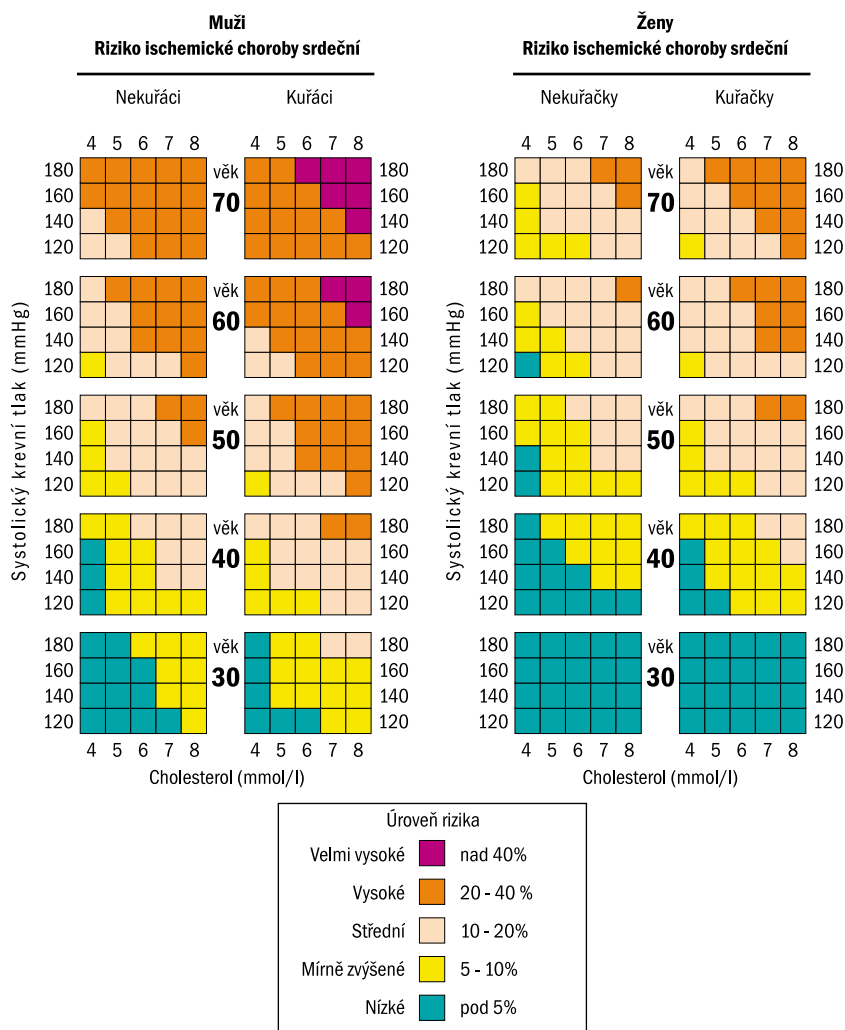 Muži
Riziko ischemické choroby srdeční
Nekuřáci Kuřáci
4 5 6 7 8 4 5 6 7 8
Systolický krevní tlak (mmHg)
180 věk 180
160 70 160
140 140
120 120
180 věk 180
160 60 160
140 140
120 120
180 věk 180
160 50 160
140 140
120 120
180 věk 180
160 40 160
140 140
120 120
180 věk 180
160 30 160
140 140
120 120
4 5 6 7 8 4 5 6 7 8
Cholesterol (mmol/l)
Ženy
Riziko ischemické choroby srdeční
Nekuřačky Kuřačky
4 5 6 7 8 4 5 6 7 8
Systolický krevní tlak (mmHg)
180 věk 180
160 70 160
140 140
120 120
180 věk 180
160 60 160
140 140
120 120
180 věk 180
160 50 160
140 140
120 120
180 věk 180
160 40 160
140 140
120 120
180 věk 180
160 30 160
140 140
120 120
4 5 6 7 8 4 5 6 7 8
Cholesterol (mmol/l)
Úroveň rizika
Velmi vysoké nad 40%
Vysoké 20 - 40 %
Střední 10 - 20%
Mírně zvýšené 5 - 10%
Nízké pod 5%